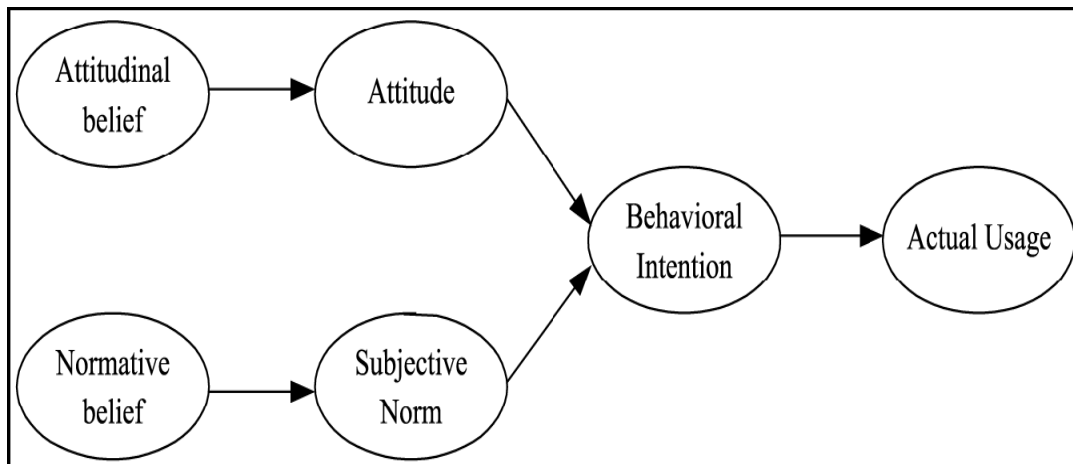 Attitudinal
belief
Attitude
Behavioral
Intention
Actual Usage
Normative
belief
Subjective
Norm